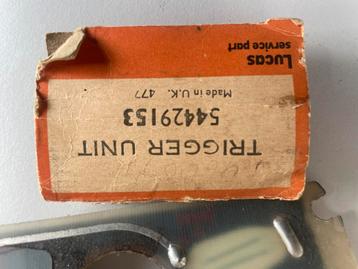 Lucas
service part
Made in U.K. 477
54429153
TRIGGER UNIT